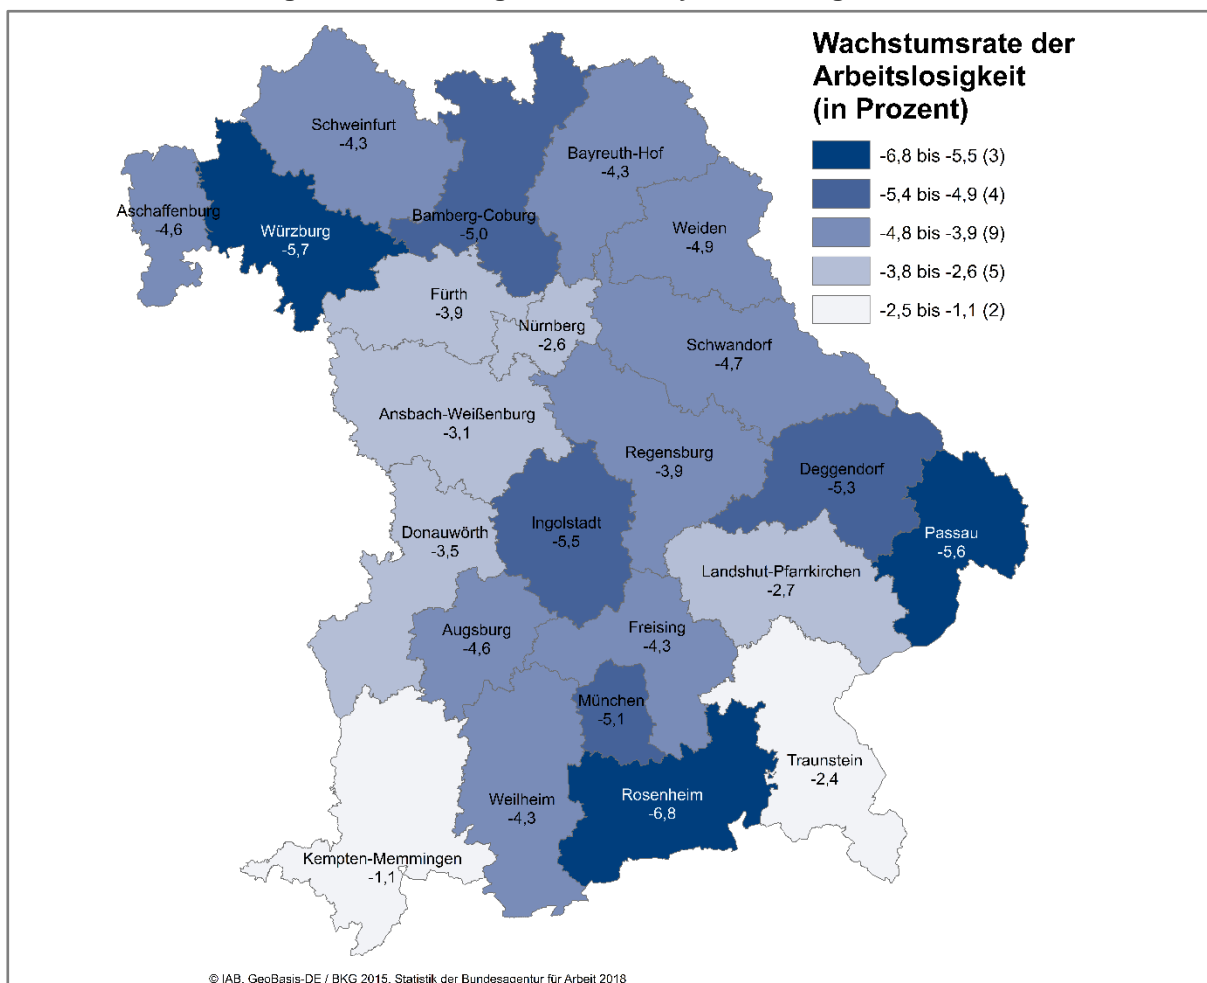 Wachstumsrate der
Arbeitslosigkeit
(in Prozent)
-6,8 bis -5,5 (3)
-5,4 bis -4,9 (4)
-4,8 bis -3,9 (9)
-3,8 bis -2,6 (5)
-2,5 bis -1,1 (2)
Schweinfurt
-4,3
Bayreuth-Hof
-4,3
Aschaffenburg
-4,6
Würzburg
-5,7
Bamberg-Coburg
-5,0
Weiden
-4,9
Fürth
-3,9
Nürnberg
-2,6
Schwandorf
-4,7
Ansbach-Weißenburg
-3,1
Regensburg
-3,9
Deggendorf
-5,3
Donauwörth
-3,5
Ingolstadt
-5,5
Passau
-5,6
Landshut-Pfarrkirchen
-2,7
Augsburg
-4,6
Freising
-4,3
München
-5,1
Traunstein
-2,4
Weilheim
-4,3
Rosenheim
-6,8
Kempten-Memmingen
-1,1
© IAB, GeoBasis-DE / BKG 2015, Statistik der Bundesagentur für Arbeit 2018